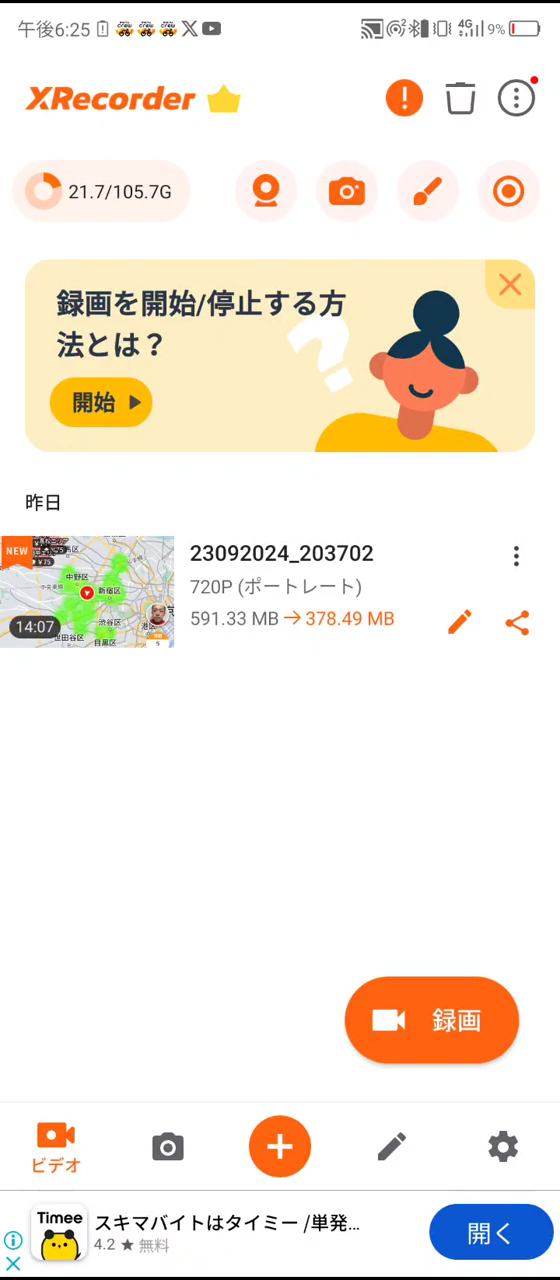 午後6:25
4G 9%
XRecorder
21.7/105.7G
録画を開始/停止する方
法とは？
開始
昨日
NEW
23092024_203702
720P (ポートレート)
591.33 MB → 378.49 MB
¥75
中野区
新宿区
渋谷区
世田谷区
目黒区
14:07
5
録画
ビデオ
Timee
スキマバイトはタイミー /単発...
4.2 ★ 無料
開く